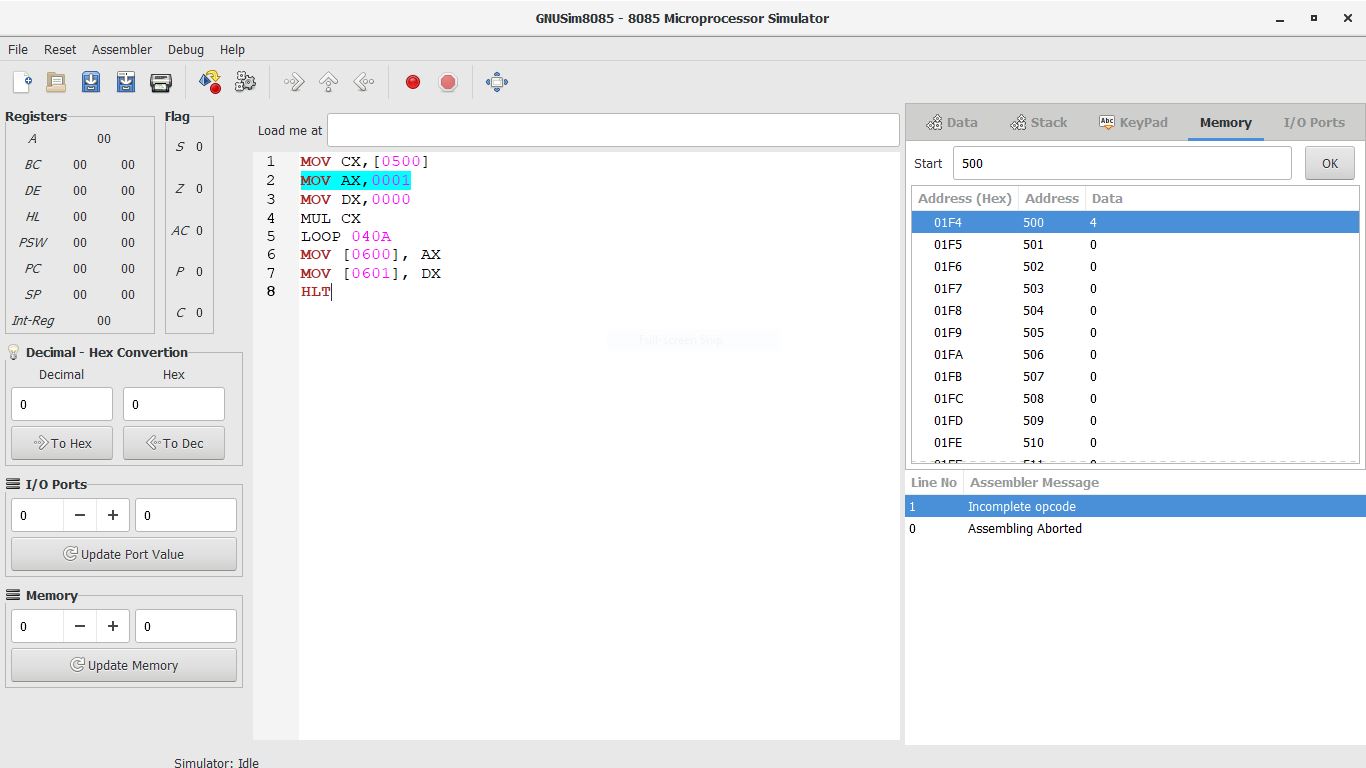 GNUSim8085 - 8085 Microprocessor Simulator
File Reset Assembler Debug Help
Registers
A 00
BC 00 00
DE 00 00
HL 00 00
PSW 00 00
PC 00 00
SP 00 00
Int-Reg 00
Flag
S 0
Z 0
AC 0
P 0
C 0
Decimal - Hex Convertion
Decimal Hex
0 0
To Hex To Dec
I/O Ports
0 − + 0
Update Port Value
Memory
0 − + 0
Update Memory
Load me at
1 MOV CX,[0500]
2 MOV AX,0001
3 MOV DX,0000
4 MUL CX
5 LOOP 040A
6 MOV [0600], AX
7 MOV [0601], DX
8 HLT
Full-screen Snip
Data Stack Abc KeyPad Memory I/O Ports
Start 500 OK
Address (Hex) Address Data
01F4 500 4
01F5 501 0
01F6 502 0
01F7 503 0
01F8 504 0
01F9 505 0
01FA 506 0
01FB 507 0
01FC 508 0
01FD 509 0
01FE 510 0
01FF 511 0
Line No Assembler Message
1 Incomplete opcode
0 Assembling Aborted
Simulator: Idle